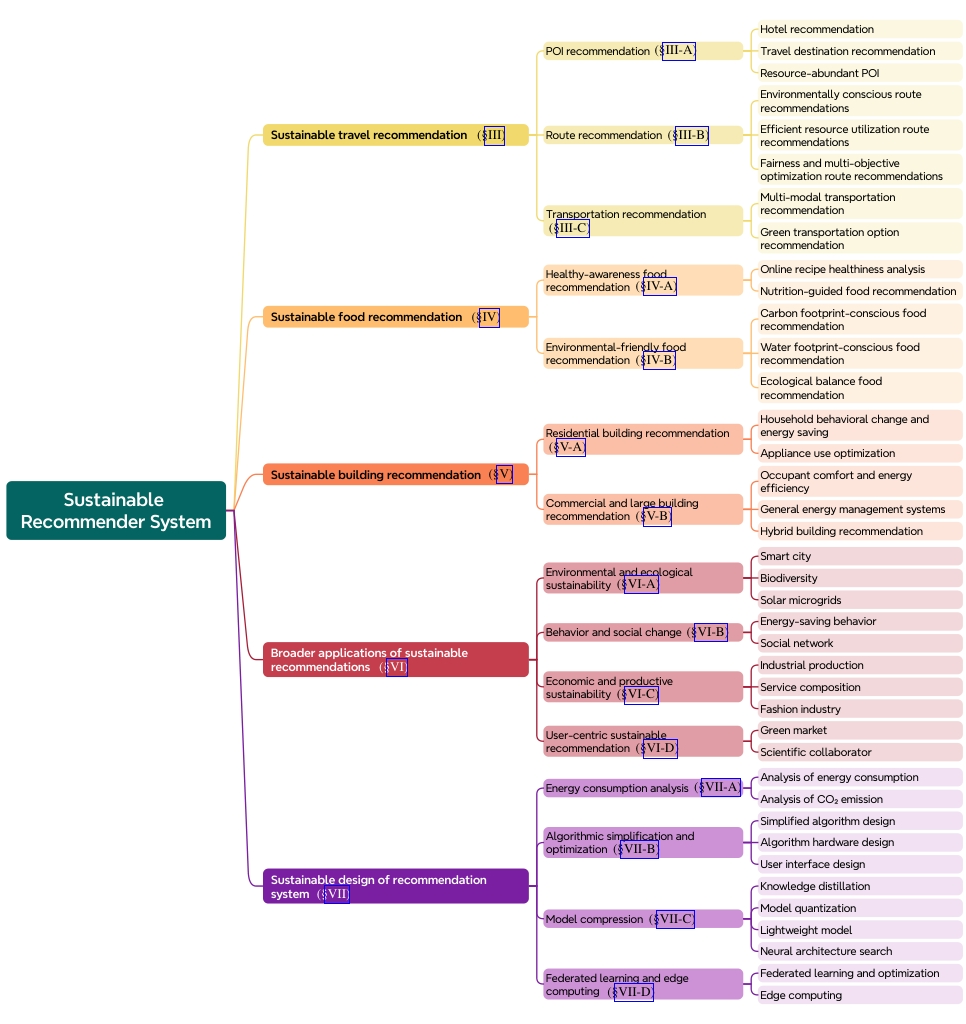 Sustainable
Recommender System
Sustainable travel recommendation (§III)
POI recommendation (§III-A)
Hotel recommendation
Travel destination recommendation
Resource-abundant POI
Route recommendation (§III-B)
Environmentally conscious route
recommendations
Efficient resource utilization route
recommendations
Fairness and multi-objective
optimization route recommendations
Transportation recommendation
(§III-C)
Multi-modal transportation
recommendation
Green transportation option
recommendation
Sustainable food recommendation (§IV)
Healthy-awareness food
recommendation (§IV-A)
Online recipe healthiness analysis
Nutrition-guided food recommendation
Environmental-friendly food
recommendation (§IV-B)
Carbon footprint-conscious food
recommendation
Water footprint-conscious food
recommendation
Ecological balance food
recommendation
Sustainable building recommendation (§V)
Residential building recommendation
(§V-A)
Household behavioral change and
energy saving
Appliance use optimization
Commercial and large building
recommendation (§V-B)
Occupant comfort and energy
efficiency
General energy management systems
Hybrid building recommendation
Broader applications of sustainable
recommendations (§VI)
Environmental and ecological
sustainability (§VI-A)
Smart city
Biodiversity
Solar microgrids
Behavior and social change (§VI-B)
Energy-saving behavior
Social network
Economic and productive
sustainability (§VI-C)
Industrial production
Service composition
Fashion industry
User-centric sustainable
recommendation (§VI-D)
Green market
Scientific collaborator
Sustainable design of recommendation
system (§VII)
Energy consumption analysis (§VII-A)
Analysis of energy consumption
Analysis of CO₂ emission
Algorithmic simplification and
optimization (§VII-B)
Simplified algorithm design
Algorithm hardware design
User interface design
Model compression (§VII-C)
Knowledge distillation
Model quantization
Lightweight model
Neural architecture search
Federated learning and edge
computing (§VII-D)
Federated learning and optimization
Edge computing